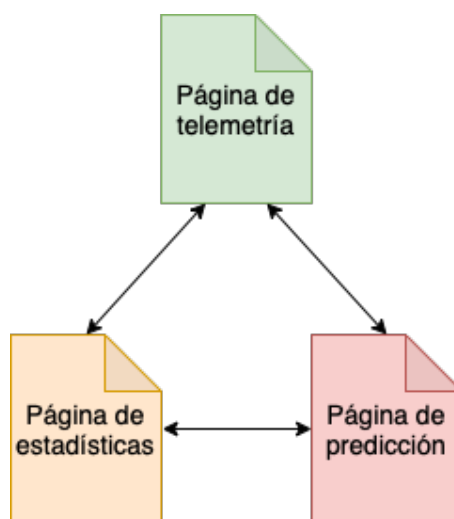 Página de
telemetría
Página de
estadísticas
Página de
predicción